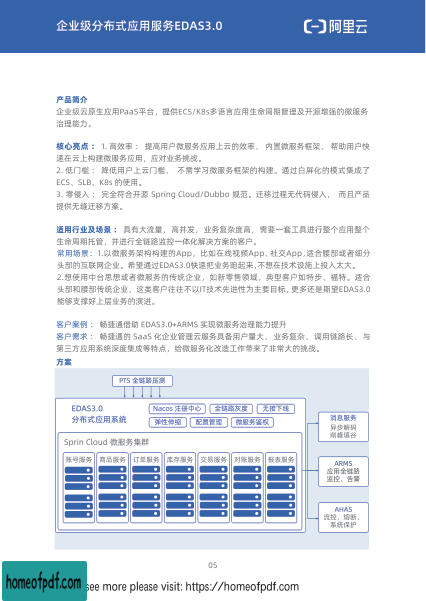 企业级分布式应用服务EDAS3.0
阿里云
产品简介
企业级云原生应用PaaS平台，提供ECS/K8s多语言应用生命周期管理及开源增强的微服务
治理能力。
核心亮点： 1. 高效率： 提高用户微服务应用上云的效率、 内置微服务框架、 帮助用户快
速在云上构建微服务应用，应对业务挑战。
2. 低门槛： 降低用户上云门槛， 不需学习微服务框架的构建。通过白屏化的模式集成了
ECS、SLB、K8s 的使用。
3. 零侵入： 完全符合开源 Spring Cloud/Dubbo 规范。迁移过程无代码侵入， 而且产品
提供无缝迁移方案。
适用行业及场景： 具有大流量，高并发，业务复杂度高，需要一套工具进行整个应用整个
生命周期托管，并进行全链路监控一体化解决方案的客户。
常用场景：1.以微服务架构构建的App，比如在线视频App、社交App,适合腰部或者细分
头部的互联网企业。希望通过EDAS3.0快速把业务跑起来,不想在技术设施上投入太大。
2.想使用中台思想或者微服务的传统企业，如新零售领域，典型客户如特步、福特。适合
头部和腰部传统企业，这类客户往往不以IT技术先进性为主要目标,更多还是期望EDAS3.0
能够支撑好上层业务的演进。
客户案例： 畅捷通借助 EDAS3.0+ARMS 实现微服务治理能力提升
客户需求： 畅捷通的 SaaS 化企业管理云服务具备用户量大、业务复杂、调用链路长、与
第三方应用系统深度集成等特点，给微服务化改造工作带来了非常大的挑战。
方案
PTS 全链路压测
EDAS3.0
分布式应用系统
Nacos 注册中心 全链路灰度 无接下线
弹性伸缩 配置管理 微服务鉴权
Sprin Cloud 微服务集群
账号服务 商品服务 订单服务 库存服务 交易服务 对账服务 报表服务
消息服务
异步解码
削峰填谷
ARMS
应用全链路
监控、告警
AHAS
流控、熔断、
系统保护
05
homeofpdf.com
see more please visit: https://homeofpdf.com